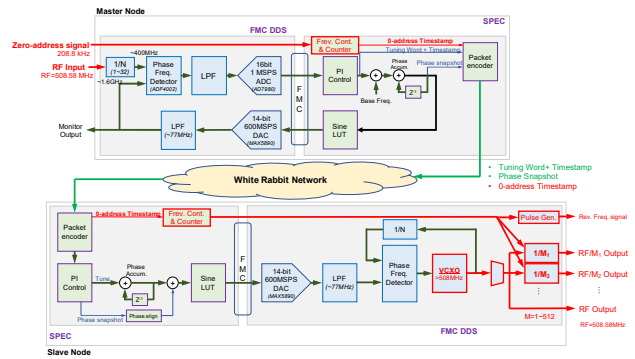 Master Node
FMC DDS
SPEC
Zero-address signal
208.8 kHz
Frev. Cont.
& Counter
0-address Timestamp
Tuning Word+ Timestamp
RF Input
RF=508.58 MHz
1/N
(1~32)
~400MHz
~1.6GHz
Phase
Freq.
Detector
(ADF4002)
LPF
16bit
1 MSPS
ADC
(AD7980)
F
M
C
PI
Control
Phase
Accum.
Phase snapshot
Z⁻¹
Base Freq.
Packet
encoder
Monitor
Output
LPF
(~77MHz)
14-bit
600MSPS
DAC
(MAX5890)
Sine
LUT
White Rabbit Network
• Tuning Word+ Timestamp
• Phase Snapshot
• 0-address Timestamp
Packet
encoder
0-address Timestamp
Frev. Cont.
& Counter
Pulse Gen.
Rev. Freq. signal
PI
Control
Tune
Phase
Accum.
Z⁻¹
Phase snapshot
Phase align
Sine
LUT
F
M
C
14-bit
600MSPS
DAC
(MAX5890)
LPF
(~77MHz)
1/N
Phase
Freq.
Detector
VCXO
>508MHz
1/M₁
1/M₂
⋮
RF/M₁ Output
RF/M₂ Output
⋮
RF Output
RF=508.58MHz
M=1~512
SPEC
FMC DDS
Slave Node